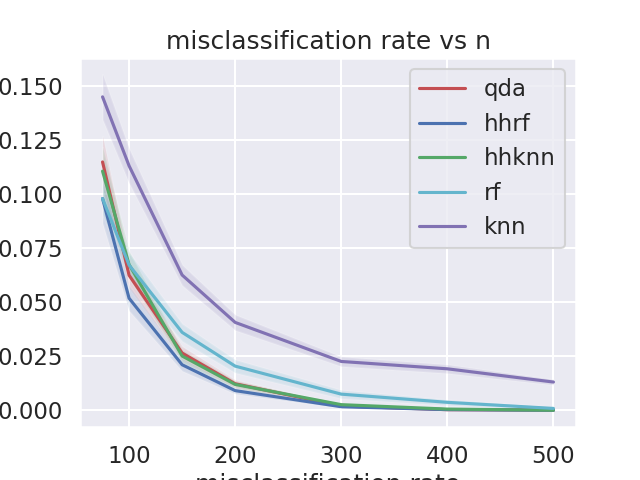 misclassification rate vs n
0.150
0.125
0.100
0.075
0.050
0.025
0.000
qda
hhrf
hhknn
rf
knn
100 200 300 400 500
misclassification rate